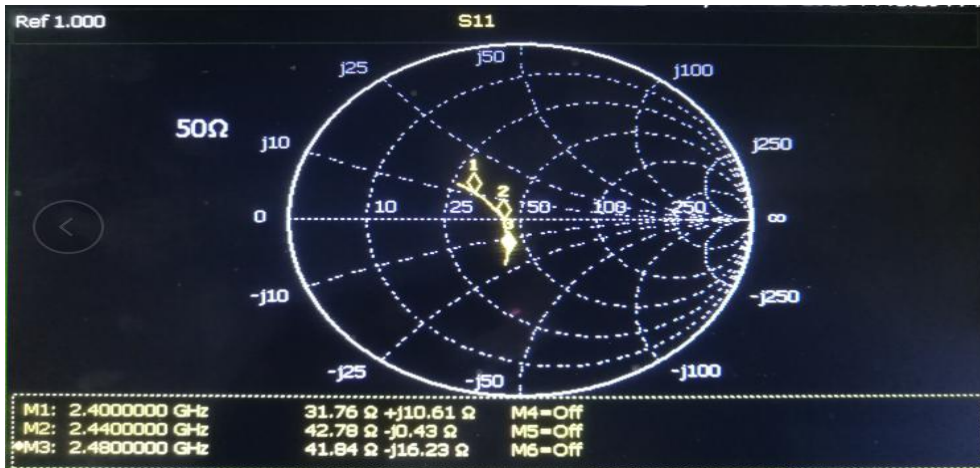 Ref 1.000
S11
50Ω
j50
j25
j100
j10
j250
1
2
0
10
25
50
100
250
∞
3
-j10
-j250
-j25
-j100
-j50
M1: 2.4000000 GHz 31.76 Ω +j10.61 Ω M4=Off
M2: 2.4400000 GHz 42.78 Ω -j0.43 Ω M5=Off
M3: 2.4800000 GHz 41.84 Ω -j16.23 Ω M6=Off